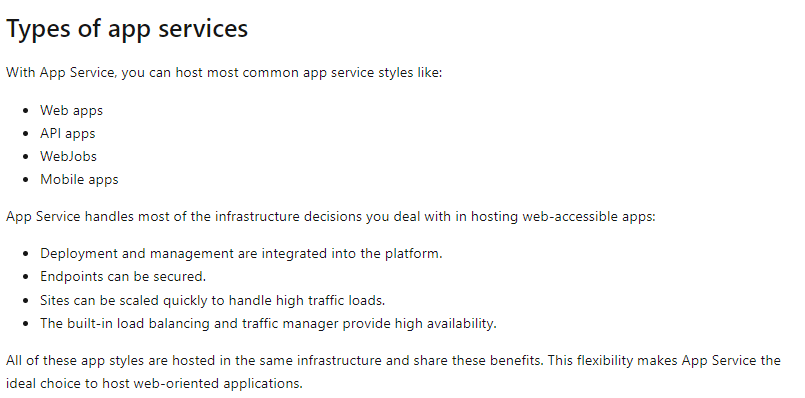 Types of app services
With App Service, you can host most common app service styles like:
• Web apps
• API apps
• WebJobs
• Mobile apps
App Service handles most of the infrastructure decisions you deal with in hosting web-accessible apps:
• Deployment and management are integrated into the platform.
• Endpoints can be secured.
• Sites can be scaled quickly to handle high traffic loads.
• The built-in load balancing and traffic manager provide high availability.
All of these app styles are hosted in the same infrastructure and share these benefits. This flexibility makes App Service the
ideal choice to host web-oriented applications.